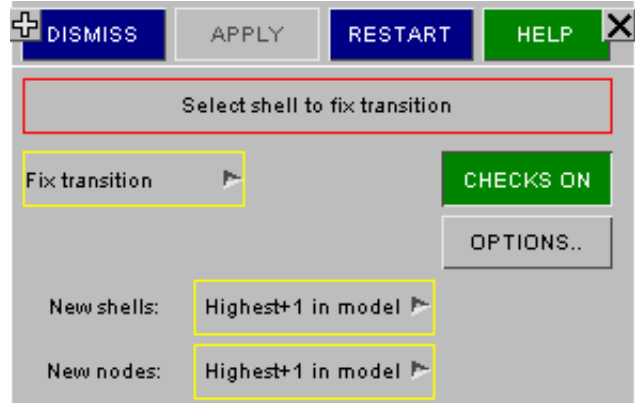 DISMISS APPLY RESTART HELP
Select shell to fix transition
Fix transition CHECKS ON
OPTIONS..
New shells: Highest+1 in model
New nodes: Highest+1 in model